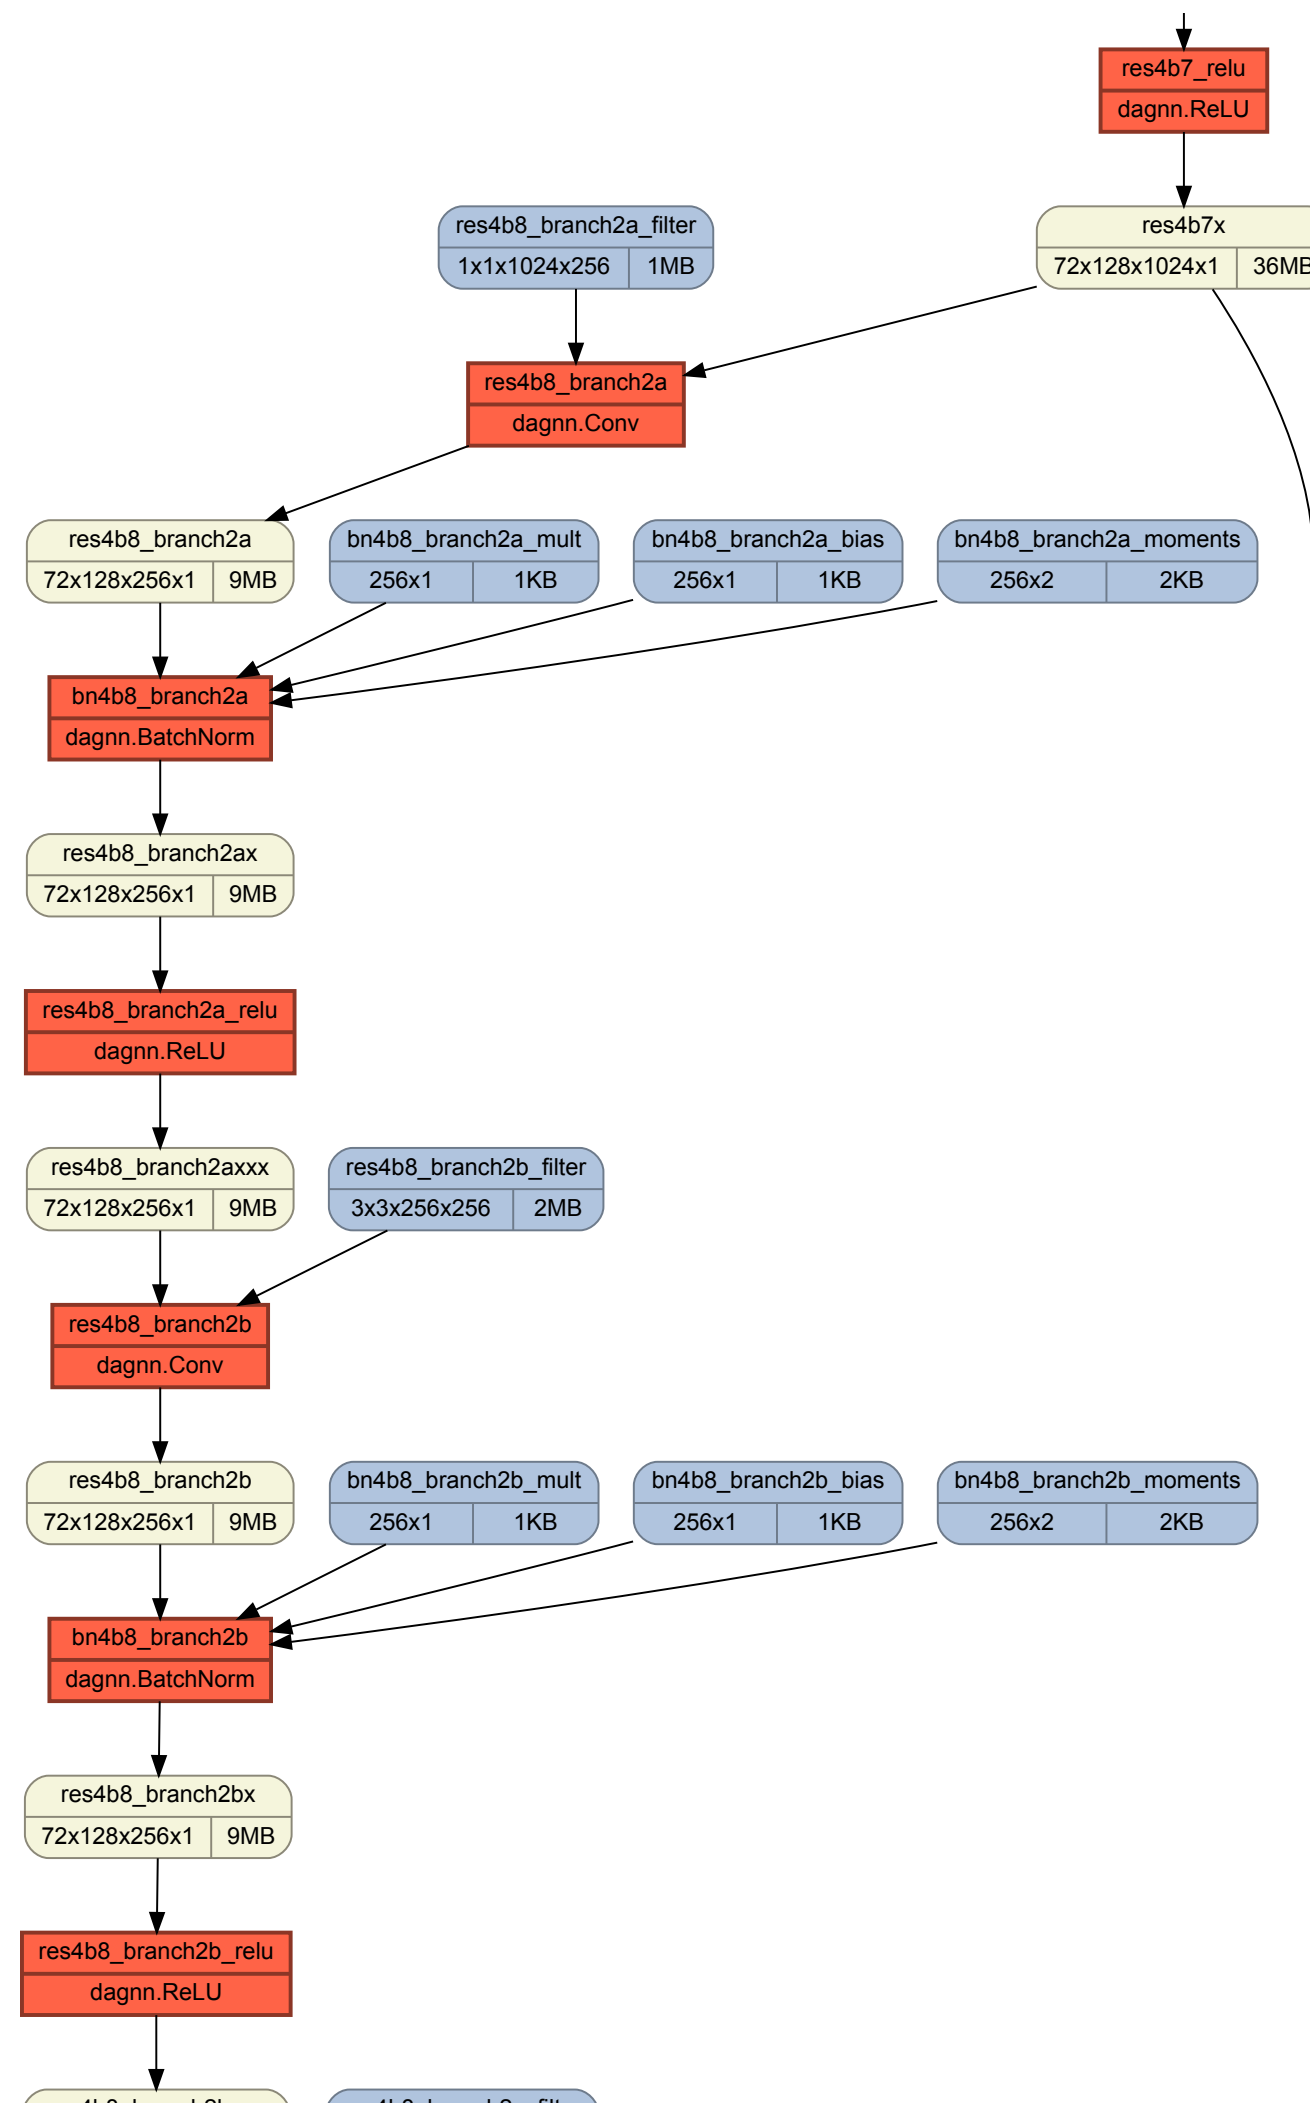 res4b7_relu
dagnn.ReLU
res4b8_branch2a_filter
1x1x1024x256 1MB
res4b7x
72x128x1024x1 36MB
res4b8_branch2a
dagnn.Conv
res4b8_branch2a
72x128x256x1 9MB
bn4b8_branch2a_mult
256x1 1KB
bn4b8_branch2a_bias
256x1 1KB
bn4b8_branch2a_moments
256x2 2KB
bn4b8_branch2a
dagnn.BatchNorm
res4b8_branch2ax
72x128x256x1 9MB
res4b8_branch2a_relu
dagnn.ReLU
res4b8_branch2axxx
72x128x256x1 9MB
res4b8_branch2b_filter
3x3x256x256 2MB
res4b8_branch2b
dagnn.Conv
res4b8_branch2b
72x128x256x1 9MB
bn4b8_branch2b_mult
256x1 1KB
bn4b8_branch2b_bias
256x1 1KB
bn4b8_branch2b_moments
256x2 2KB
bn4b8_branch2b
dagnn.BatchNorm
res4b8_branch2bx
72x128x256x1 9MB
res4b8_branch2b_relu
dagnn.ReLU